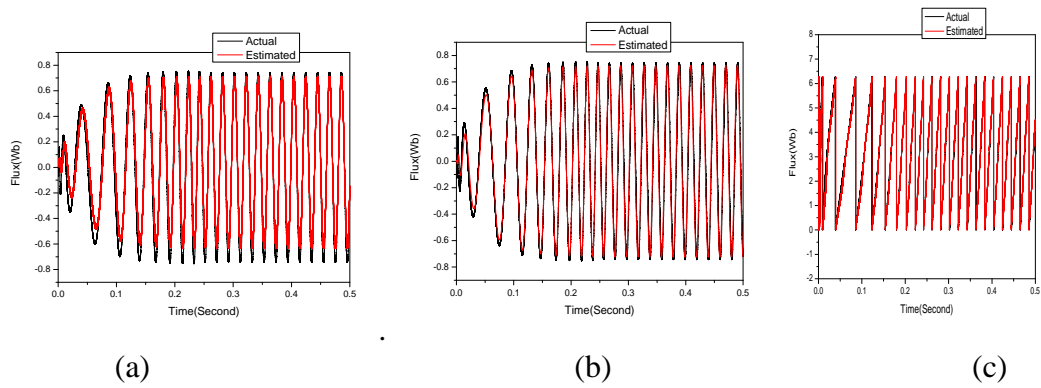 Actual
Estimated
0.8
0.6
0.4
0.2
0.0
-0.2
-0.4
-0.6
-0.8
Flux(Wb)
0.0 0.1 0.2 0.3 0.4 0.5
Time(Second)
(a)
Actual
Estimated
0.8
0.6
0.4
0.2
0.0
-0.2
-0.4
-0.6
-0.8
Flux(Wb)
0.0 0.1 0.2 0.3 0.4 0.5
Time(Second)
.
(b)
Actual
Estimated
8
7
6
5
4
3
2
1
0
-1
-2
Flux(Wb)
0.0 0.1 0.2 0.3 0.4 0.5
Time(Second)
(c)